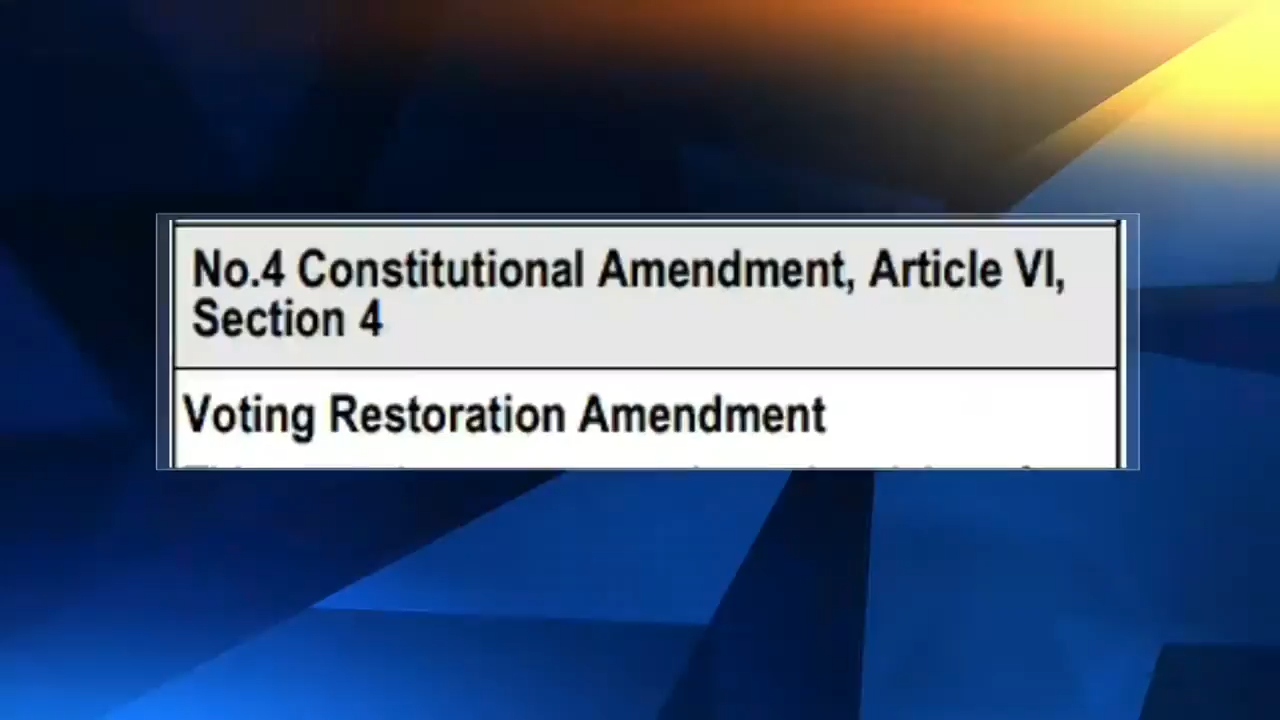 No.4 Constitutional Amendment, Article VI,
Section 4
Voting Restoration Amendment